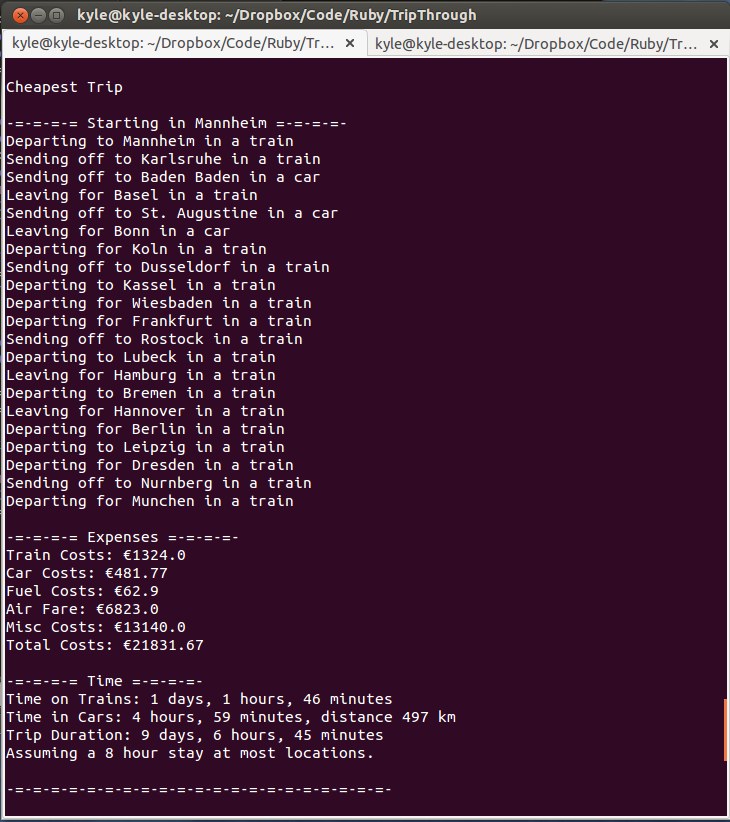 kyle@kyle-desktop: ~/Dropbox/Code/Ruby/TripThrough
kyle@kyle-desktop: ~/Dropbox/Code/Ruby/Tr... × kyle@kyle-desktop: ~/Dropbox/Code/Ruby/Tr... ×
Cheapest Trip
-=-=-=-= Starting in Mannheim =-=-=-=-
Departing to Mannheim in a train
Sending off to Karlsruhe in a train
Sending off to Baden Baden in a car
Leaving for Basel in a train
Sending off to St. Augustine in a car
Leaving for Bonn in a car
Departing for Koln in a train
Sending off to Dusseldorf in a train
Departing to Kassel in a train
Departing for Wiesbaden in a train
Departing for Frankfurt in a train
Sending off to Rostock in a train
Departing to Lubeck in a train
Leaving for Hamburg in a train
Departing to Bremen in a train
Leaving for Hannover in a train
Departing for Berlin in a train
Departing to Leipzig in a train
Departing for Dresden in a train
Sending off to Nurnberg in a train
Departing for Munchen in a train
-=-=-=-= Expenses =-=-=-=-
Train Costs: €1324.0
Car Costs: €481.77
Fuel Costs: €62.9
Air Fare: €6823.0
Misc Costs: €13140.0
Total Costs: €21831.67
-=-=-=-= Time =-=-=-=-
Time on Trains: 1 days, 1 hours, 46 minutes
Time in Cars: 4 hours, 59 minutes, distance 497 km
Trip Duration: 9 days, 6 hours, 45 minutes
Assuming a 8 hour stay at most locations.
-=-=-=-=-=-=-=-=-=-=-=-=-=-=-=-=-=-=-=-=-=-